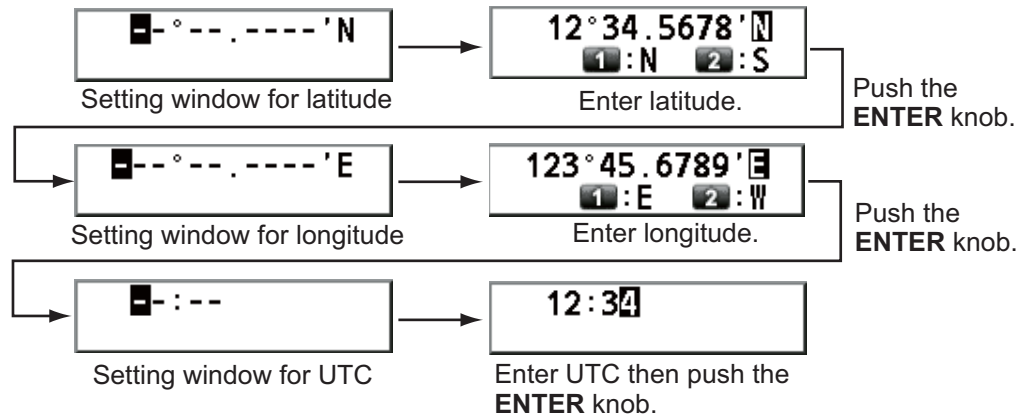 --°--.----'N
Setting window for latitude
12°34.5678'N
1:N 2:S
Enter latitude.
Push the
ENTER knob.
---°--.----'E
Setting window for longitude
123°45.6789'E
1:E 2:W
Enter longitude.
Push the
ENTER knob.
--:--
Setting window for UTC
12:34
Enter UTC then push the
ENTER knob.